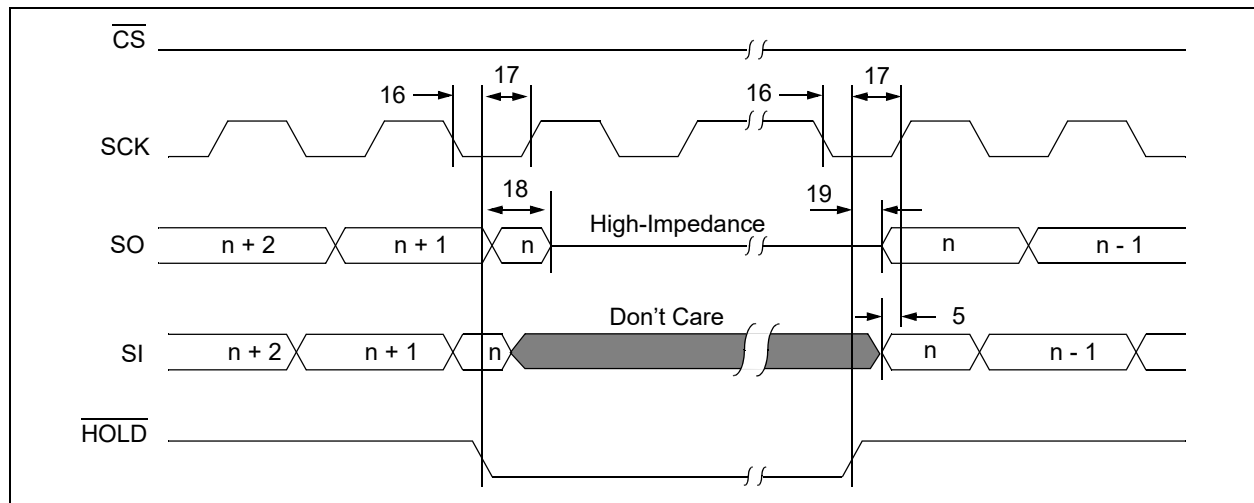 CS
16 17 16 17
SCK
18 High-Impedance 19
SO n + 2 n + 1 n n n - 1
Don't Care 5
SI n + 2 n + 1 n n n - 1
HOLD